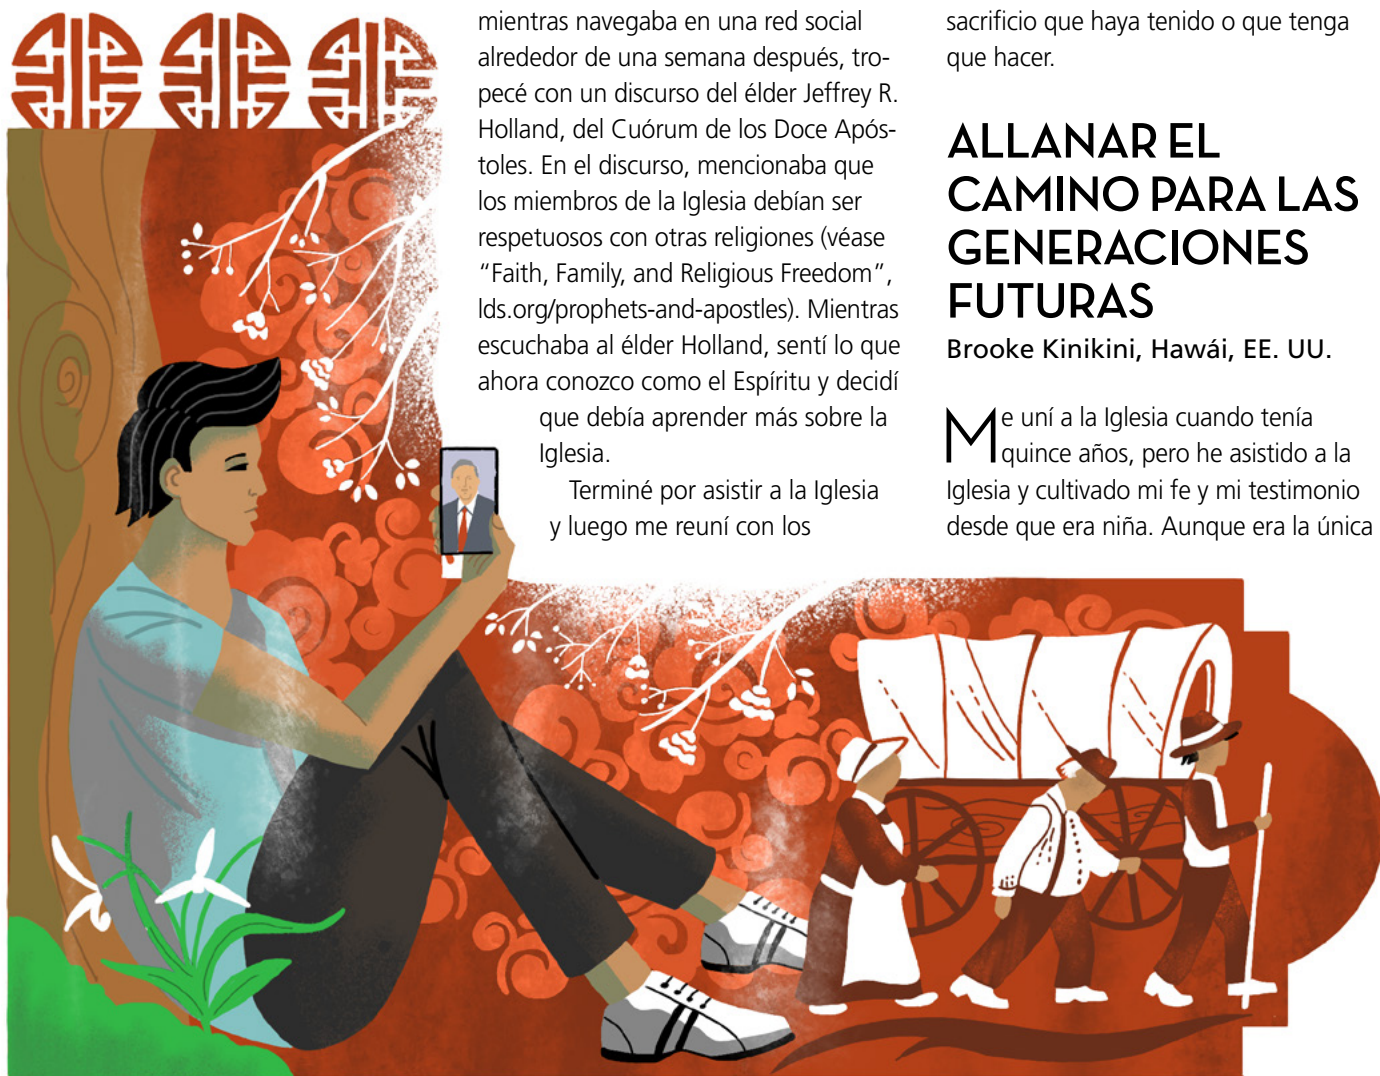 mientras navegaba en una red social
alrededor de una semana después, tro-
pecé con un discurso del élder Jeffrey R.
Holland, del Cuórum de los Doce Após-
toles. En el discurso, mencionaba que
los miembros de la Iglesia debían ser
respetuosos con otras religiones (véase
“Faith, Family, and Religious Freedom”,
lds.org/prophets-and-apostles). Mientras
escuchaba al élder Holland, sentí lo que
ahora conozco como el Espíritu y decidí
que debía aprender más sobre la
Iglesia.
Terminé por asistir a la Iglesia
y luego me reuní con los
sacrificio que haya tenido o que tenga
que hacer.
ALLANAR EL
CAMINO PARA LAS
GENERACIONES
FUTURAS
Brooke Kinikini, Hawái, EE. UU.
Me uní a la Iglesia cuando tenía
quince años, pero he asistido a la
Iglesia y cultivado mi fe y mi testimonio
desde que era niña. Aunque era la única